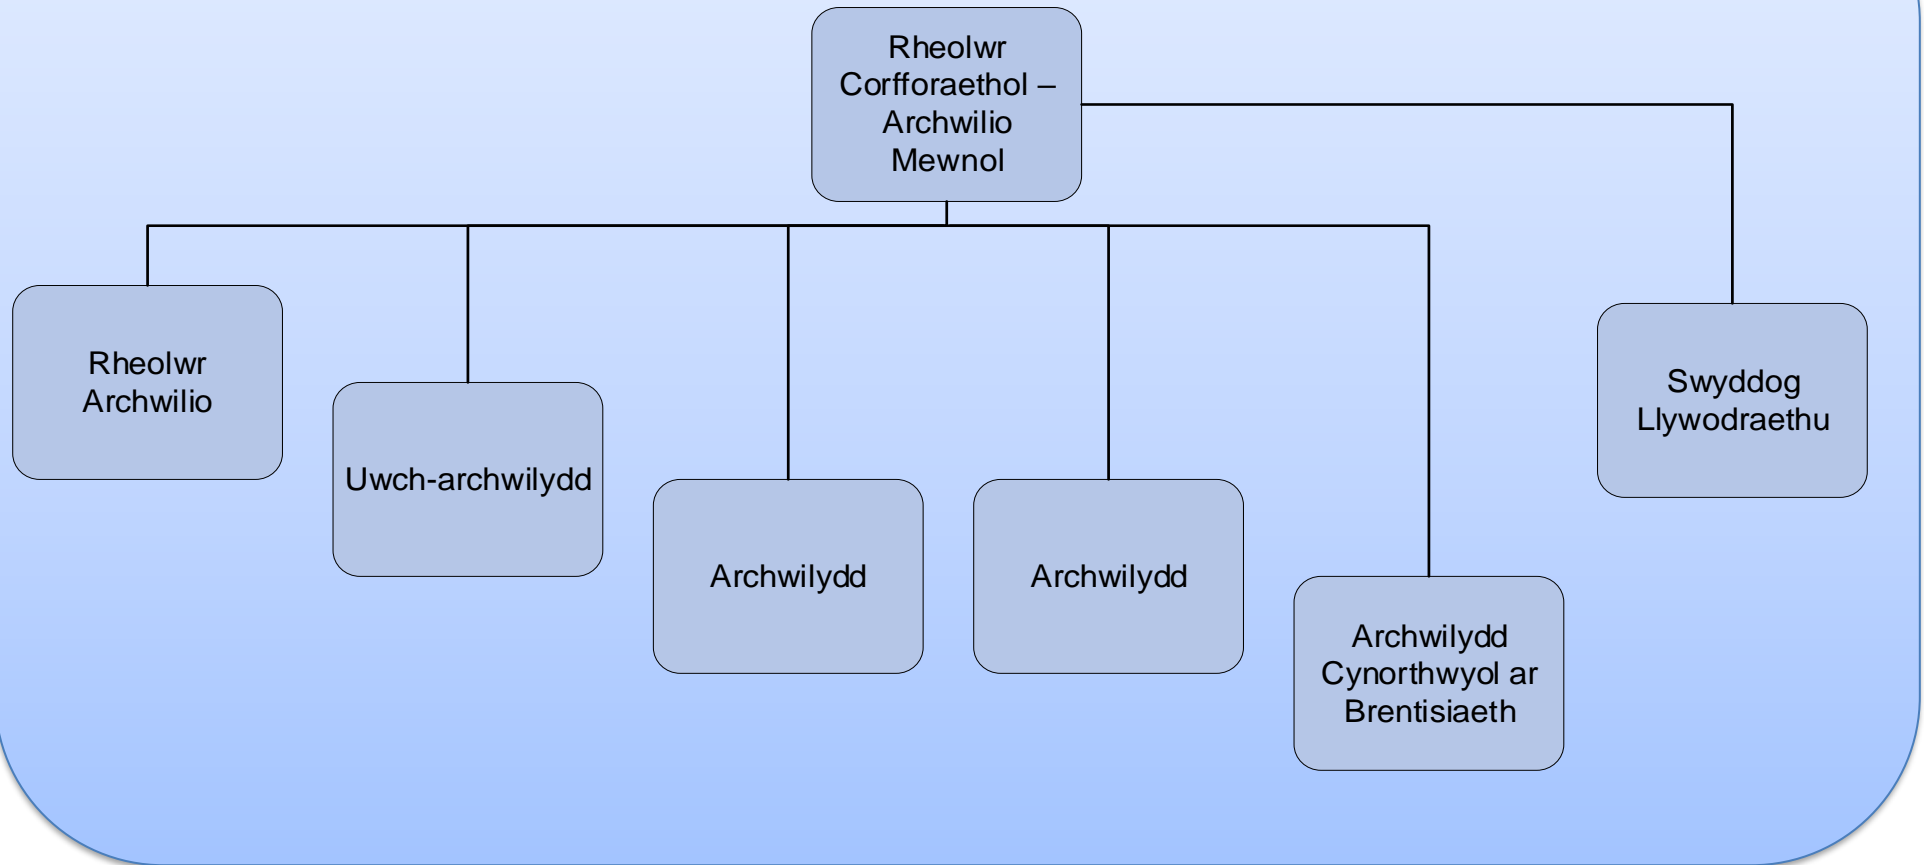 Rheolwr
Corfforaethol –
Archwilio
Mewnol
Rheolwr
Archwilio
Uwch-archwilydd
Archwilydd
Archwilydd
Archwilydd
Cynorthwyol ar
Brentisiaeth
Swyddog
Llywodraethu